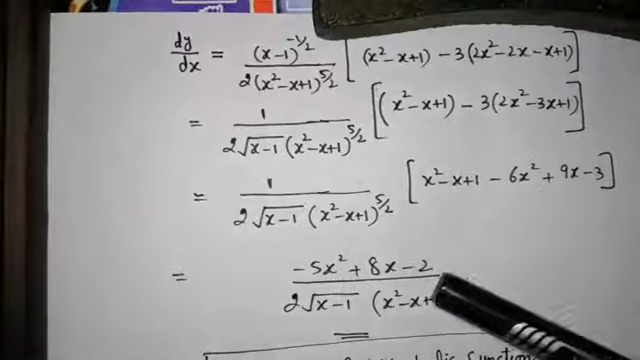 dy/dx = (x-1)^-1/2 / 2(x²-x+1)^5/2 [(x²-x+1) - 3(2x²-2x-x+1)]
= 1 / 2√x-1 (x²-x+1)^5/2 [(x²-x+1) - 3(2x²-3x+1)]
= 1 / 2√x-1 (x²-x+1)^5/2 [x²-x+1 - 6x²+9x-3]
= -5x²+8x-2 / 2√x-1 (x²-x+
functions